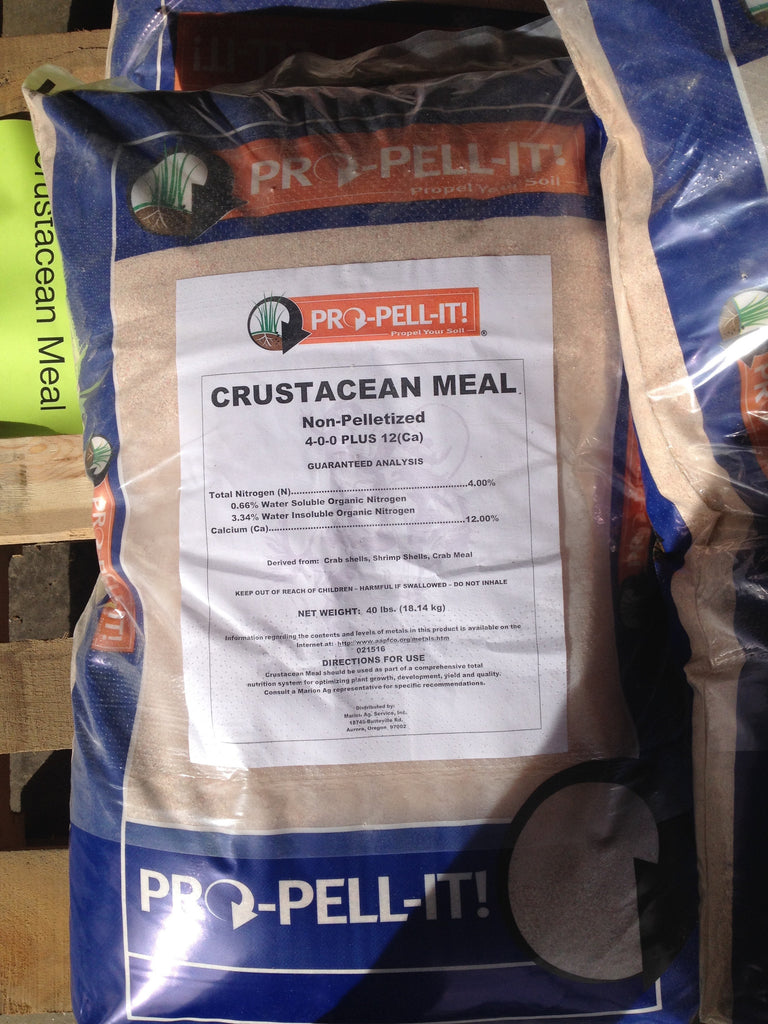 PRO-PELL-IT!
Propel Your Soil
Crustacean Meal
PRO-PELL-IT!
Propel Your Soil
®
CRUSTACEAN MEAL
Non-Pelletized
4-0-0 PLUS 12(Ca)
GUARANTEED ANALYSIS
Total Nitrogen (N)..........4.00%
0.66% Water Soluble Organic Nitrogen
3.34% Water Insoluble Organic Nitrogen
Calcium (Ca)..........12.00%
Derived from: Crab shells, Shrimp Shells, Crab Meal
KEEP OUT OF REACH OF CHILDREN – HARMFUL IF SWALLOWED – DO NOT INHALE
NET WEIGHT: 40 lbs. (18.14 kg)
Information regarding the contents and levels of metals in this product is available on the
Internet at: http://www.aapfco.org/metals.htm
021516
DIRECTIONS FOR USE
Crustacean Meal should be used as part of a comprehensive total
nutrition system for optimizing plant growth, development, yield and quality.
Consult a Marion Ag representative for specific recommendations.
Distributed by:
Marion Ag. Service, Inc.
18746 Butteville Rd.
Aurora, Oregon, 97002
PRO-PELL-IT!
PRO-PELL-IT!